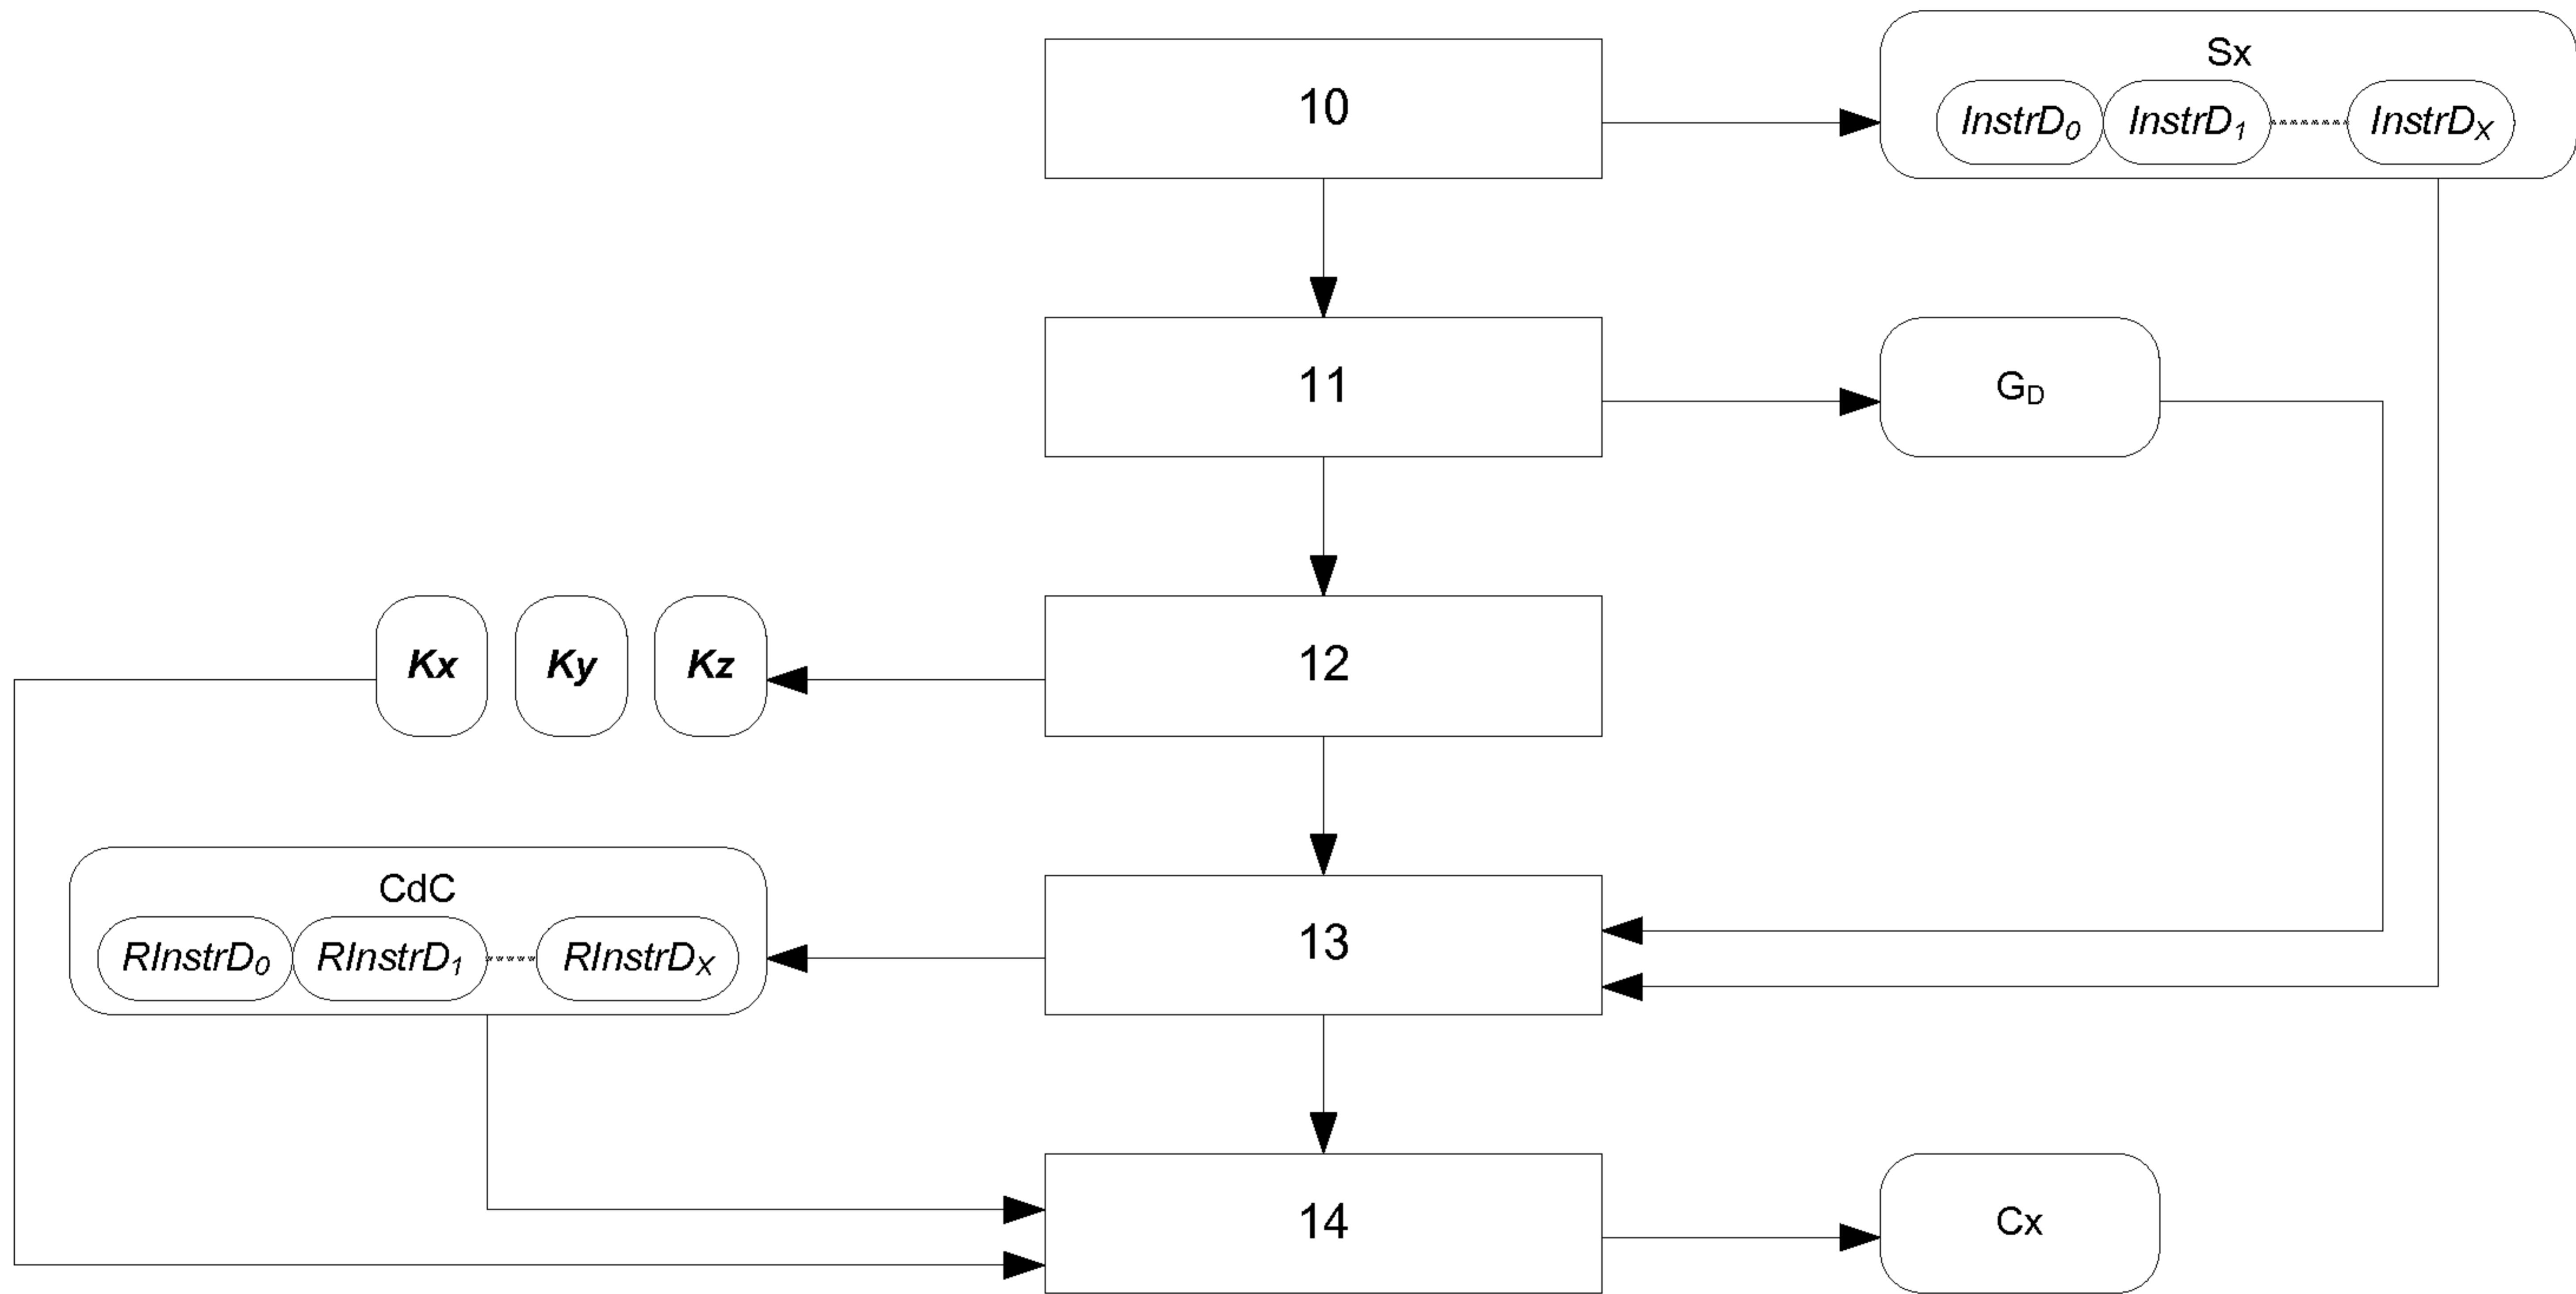 10
Sx
InstrD0 InstrD1 InstrDX
11
GD
Kx Ky Kz
12
CdC
RInstrD0 RInstrD1 RInstrDX
13
14
Cx